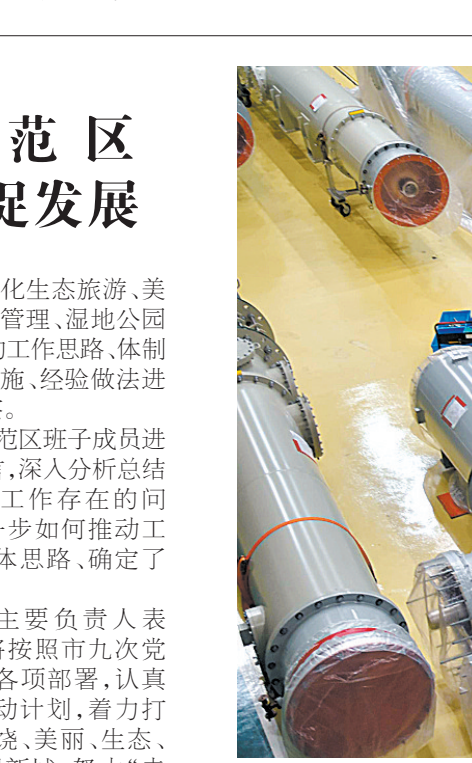 范区
发展
化生态旅游、美
管理、湿地公园
工作思路、体制
施、经验做法进
范区班子成员进
,深入分析总结
工作存在的问
步如何推动工
体思路、确定了
主要负责人表
将按照市九次党
各项部署,认真
动计划,着力打
饶、美丽、生态、